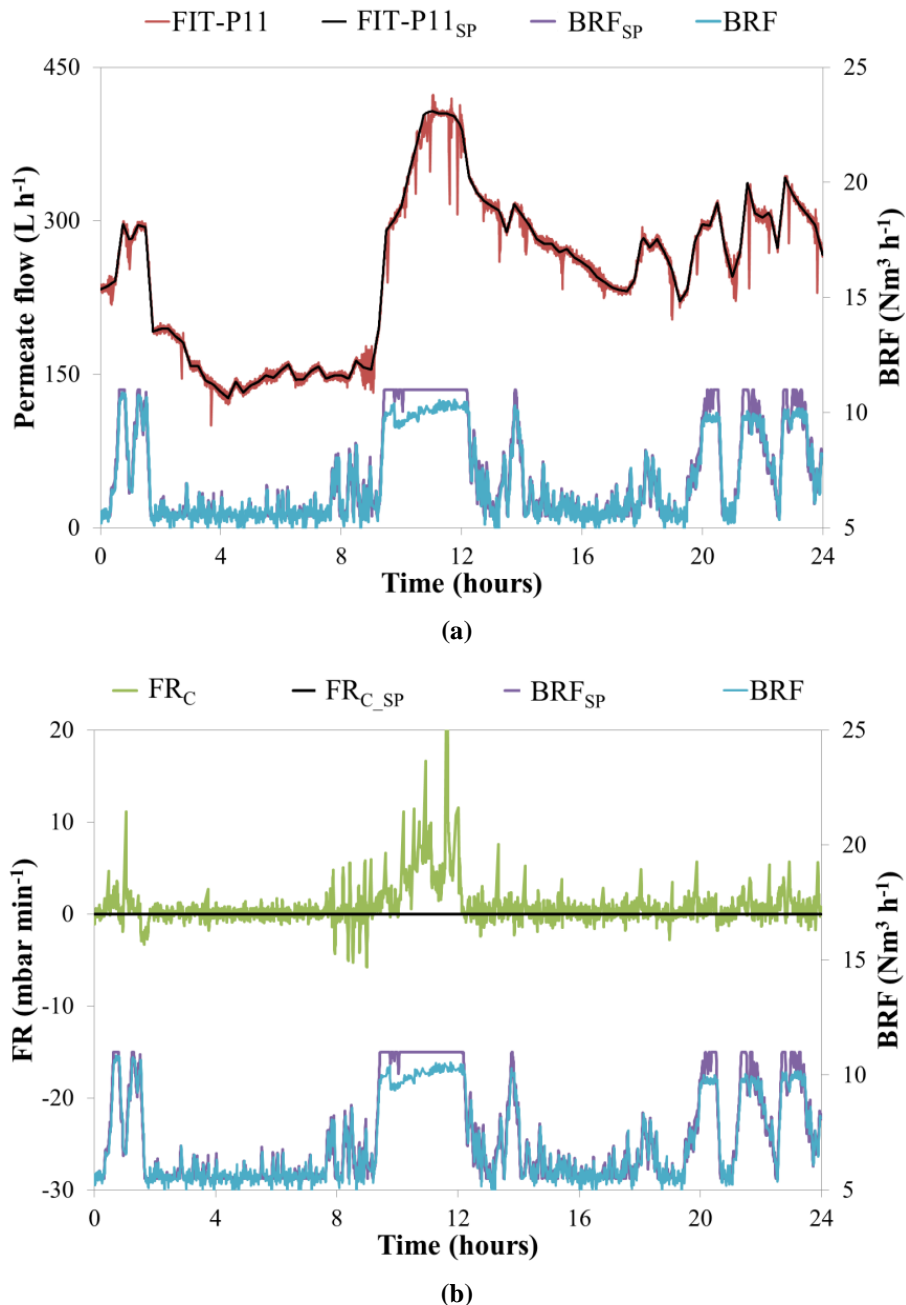 FIT-P11 FIT-P11SP BRFSP BRF
450 25
300 20
150 15
10
0 5
0 4 8 12 16 20 24
Permeate flow (L h-1)
BRF (Nm³ h-1)
Time (hours)
(a)
FRC FRC_SP BRFSP BRF
20 25
10 20
0
-10 15
-20 10
-30 5
0 4 8 12 16 20 24
FR (mbar min-1)
BRF (Nm³ h-1)
Time (hours)
(b)